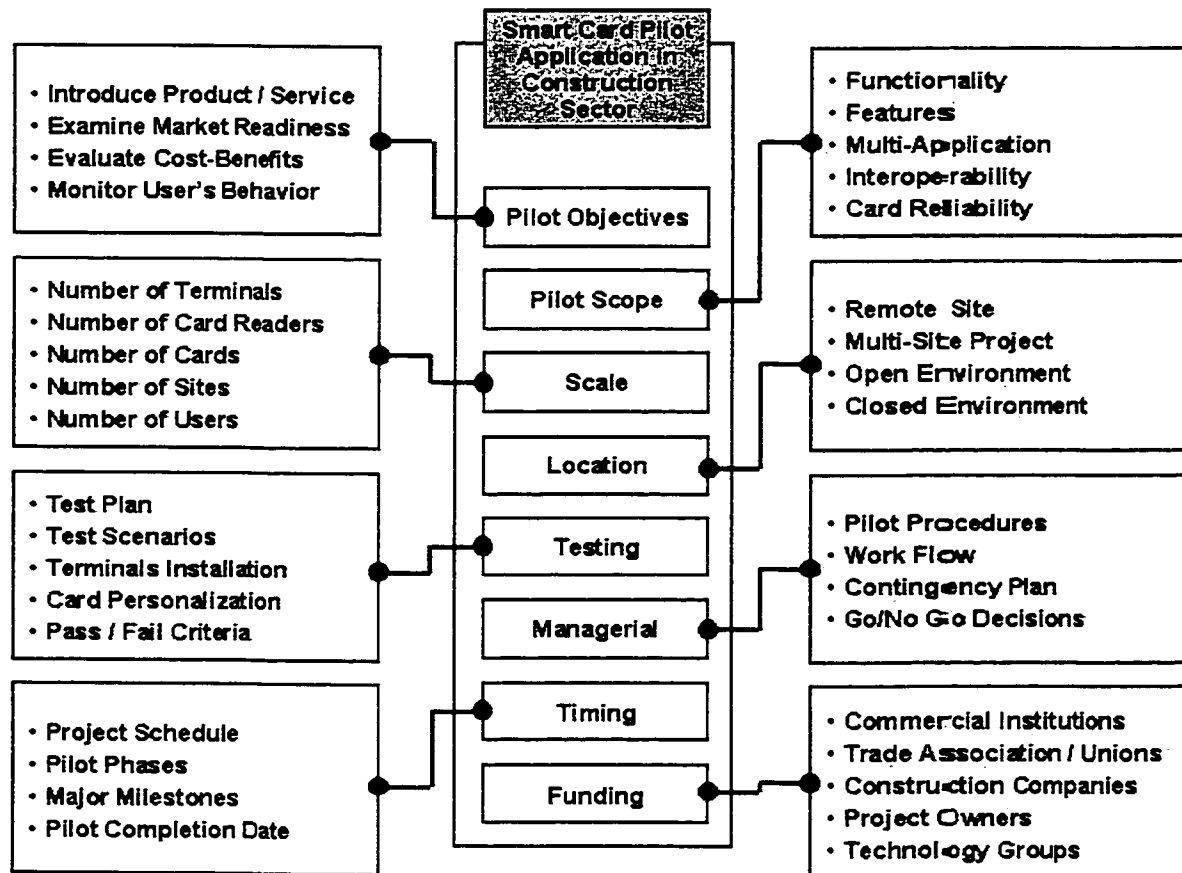 Smart Card Pilot
Application in
Construction
Sector
• Introduce Product / Service
• Examine Market Readiness
• Evaluate Cost-Benefits
• Monitor User's Behavior
Pilot Objectives
• Functionality
• Features
• Multi-Application
• Interoperability
• Card Reliability
Pilot Scope
• Number of Terminals
• Number of Card Readers
• Number of Cards
• Number of Sites
• Number of Users
Scale
• Remote Site
• Multi-Site Project
• Open Environment
• Closed Environment
Location
• Test Plan
• Test Scenarios
• Terminals Installation
• Card Personalization
• Pass / Fail Criteria
Testing
• Pilot Procedures
• Work Flow
• Contingency Plan
• Go/No Go Decisions
Managerial
• Project Schedule
• Pilot Phases
• Major Milestones
• Pilot Completion Date
Timing
• Commercial Institutions
• Trade Association / Unions
• Construction Companies
• Project Owners
• Technology Groups
Funding